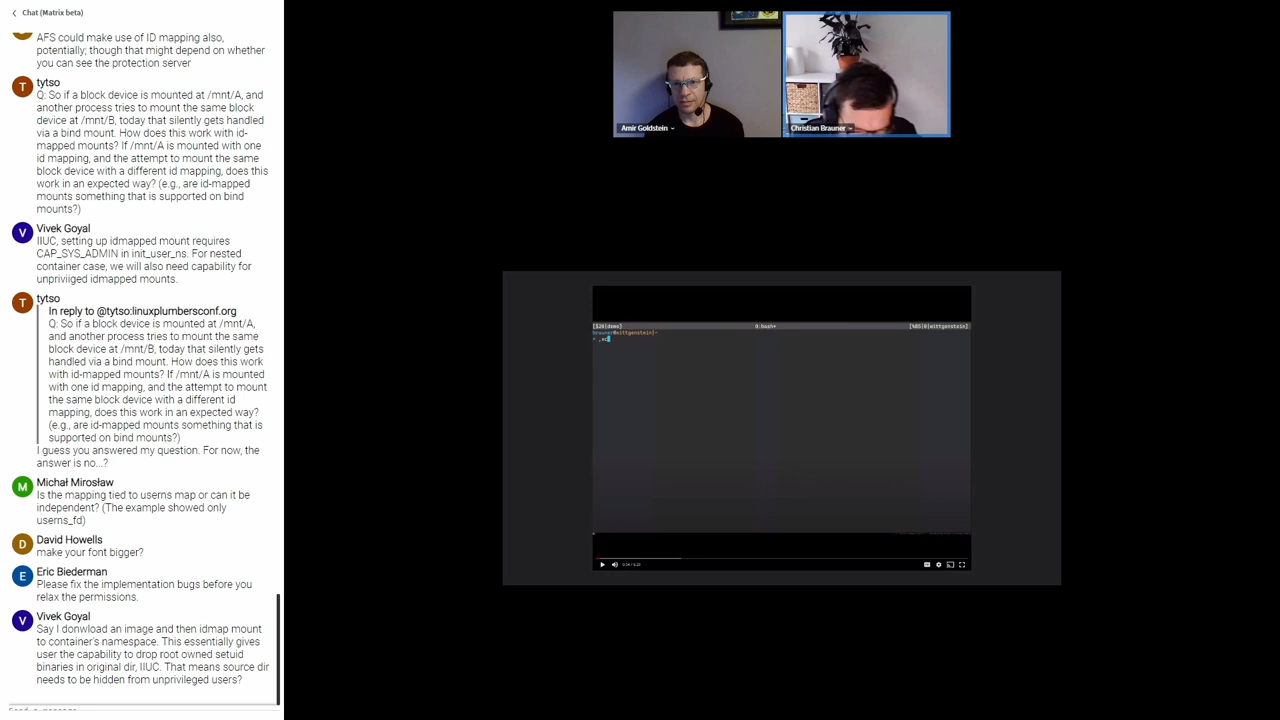 Chat (Matrix beta)
AFS could make use of ID mapping also,
potentially; though that might depend on whether
you can see the protection server
T
tytso
Q: So if a block device is mounted at /mnt/A, and
another process tries to mount the same block
device at /mnt/B, today that silently gets handled
via a bind mount. How does this work with id-
mapped mounts? If /mnt/A is mounted with one
id mapping, and the attempt to mount the same
block device with a different id mapping, does this
work in an expected way? (e.g., are id-mapped
mounts something that is supported on bind
mounts?)
V
Vivek Goyal
IIUC, setting up idmapped mount requires
CAP_SYS_ADMIN in init_user_ns. For nested
container case, we will also need capability for
unpriviiged idmapped mounts.
T
tytso
In reply to @tytso:linuxplumbersconf.org
Q: So if a block device is mounted at /mnt/A,
and another process tries to mount the same
block device at /mnt/B, today that silently gets
handled via a bind mount. How does this work
with id-mapped mounts? If /mnt/A is mounted
with one id mapping, and the attempt to mount
the same block device with a different id
mapping, does this work in an expected way?
(e.g., are id-mapped mounts something that is
supported on bind mounts?)
I guess you answered my question. For now, the
answer is no...?
M
Michał Mirosław
Is the mapping tied to userns map or can it be
independent? (The example showed only
userns_fd)
D
David Howells
make your font bigger?
E
Eric Biederman
Please fix the implementation bugs before you
relax the permissions.
V
Vivek Goyal
Say I donwload an image and then idmap mount
to container's namespace. This essentially gives
user the capability to drop root owned setuid
binaries in original dir, IIUC. That means source dir
needs to be hidden from unprivileged users?
Send a message
Amir Goldstein
Christian Brauner
0:bash*
brauner@wittgenstein|~